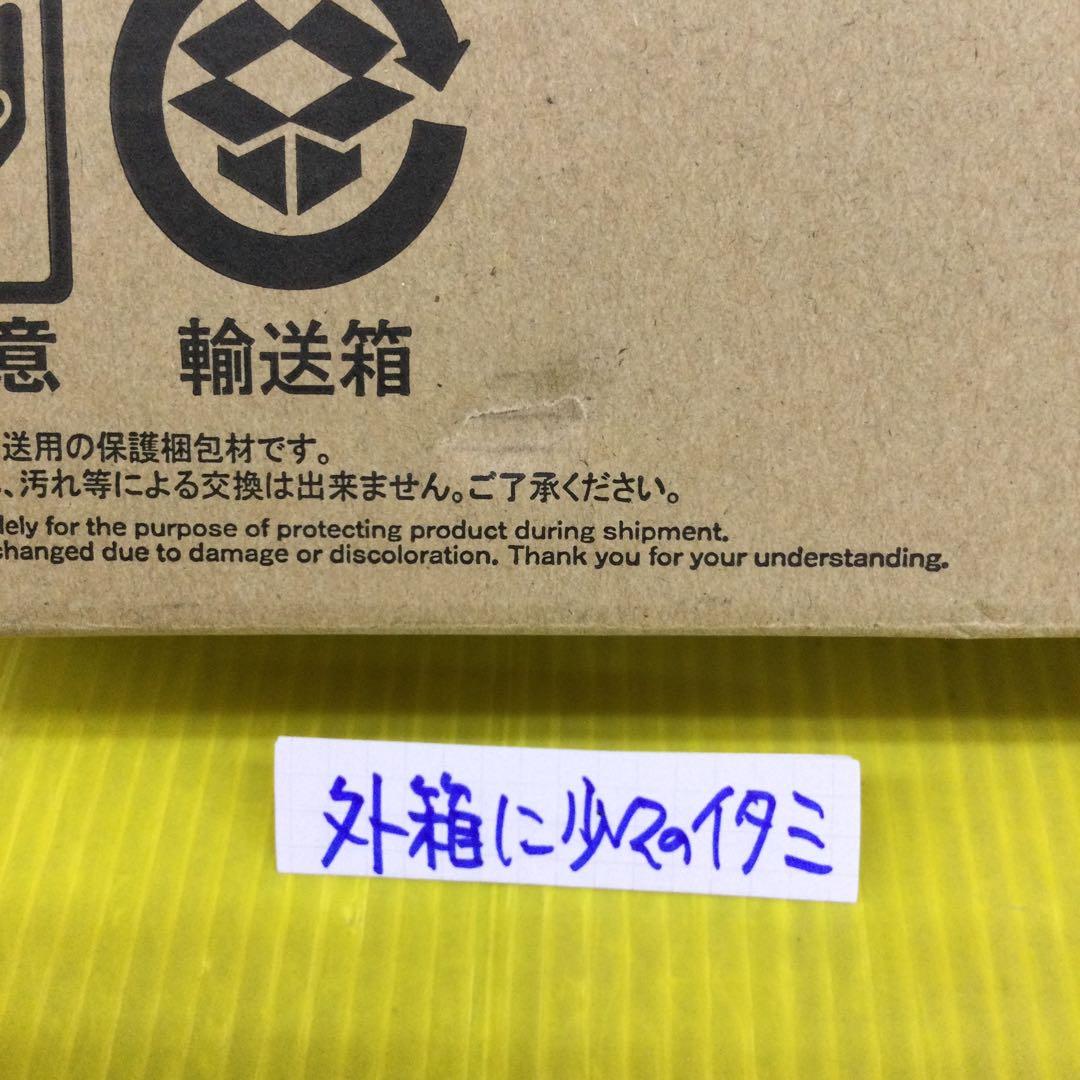 意 輸送箱
送用の保護梱包材です。
、汚れ等による交換は出来ません。ご了承ください。
lely for the purpose of protecting product during shipment.
changed due to damage or discoloration. Thank you for your understanding.
外箱に少々のイタミ